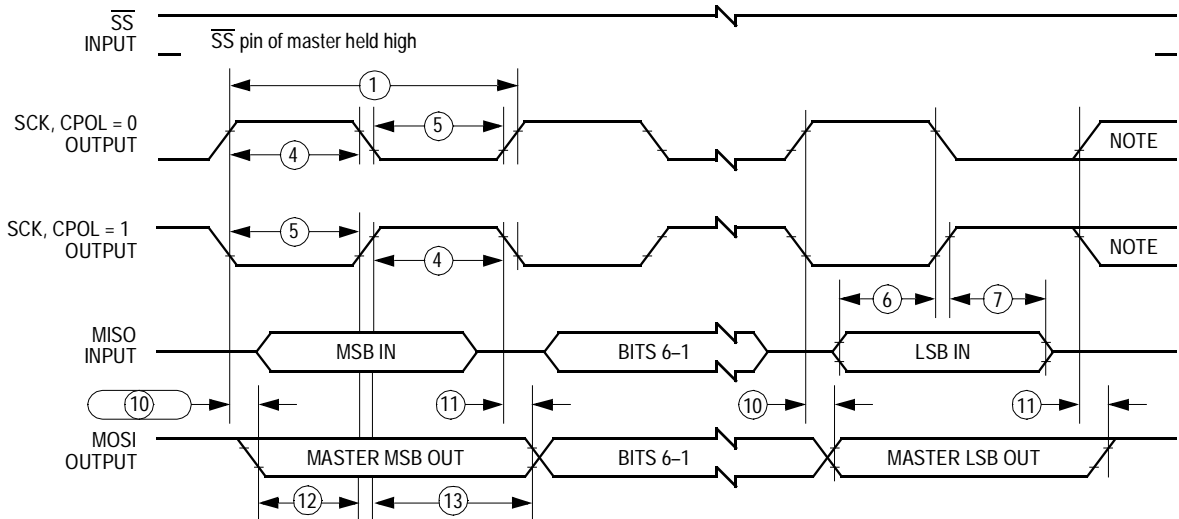 SS
INPUT
SS pin of master held high
1
SCK, CPOL = 0
OUTPUT
5
4
NOTE
SCK, CPOL = 1
OUTPUT
5
4
NOTE
6
7
MISO
INPUT
MSB IN
BITS 6–1
LSB IN
10
11
10
11
MOSI
OUTPUT
MASTER MSB OUT
BITS 6–1
MASTER LSB OUT
12
13